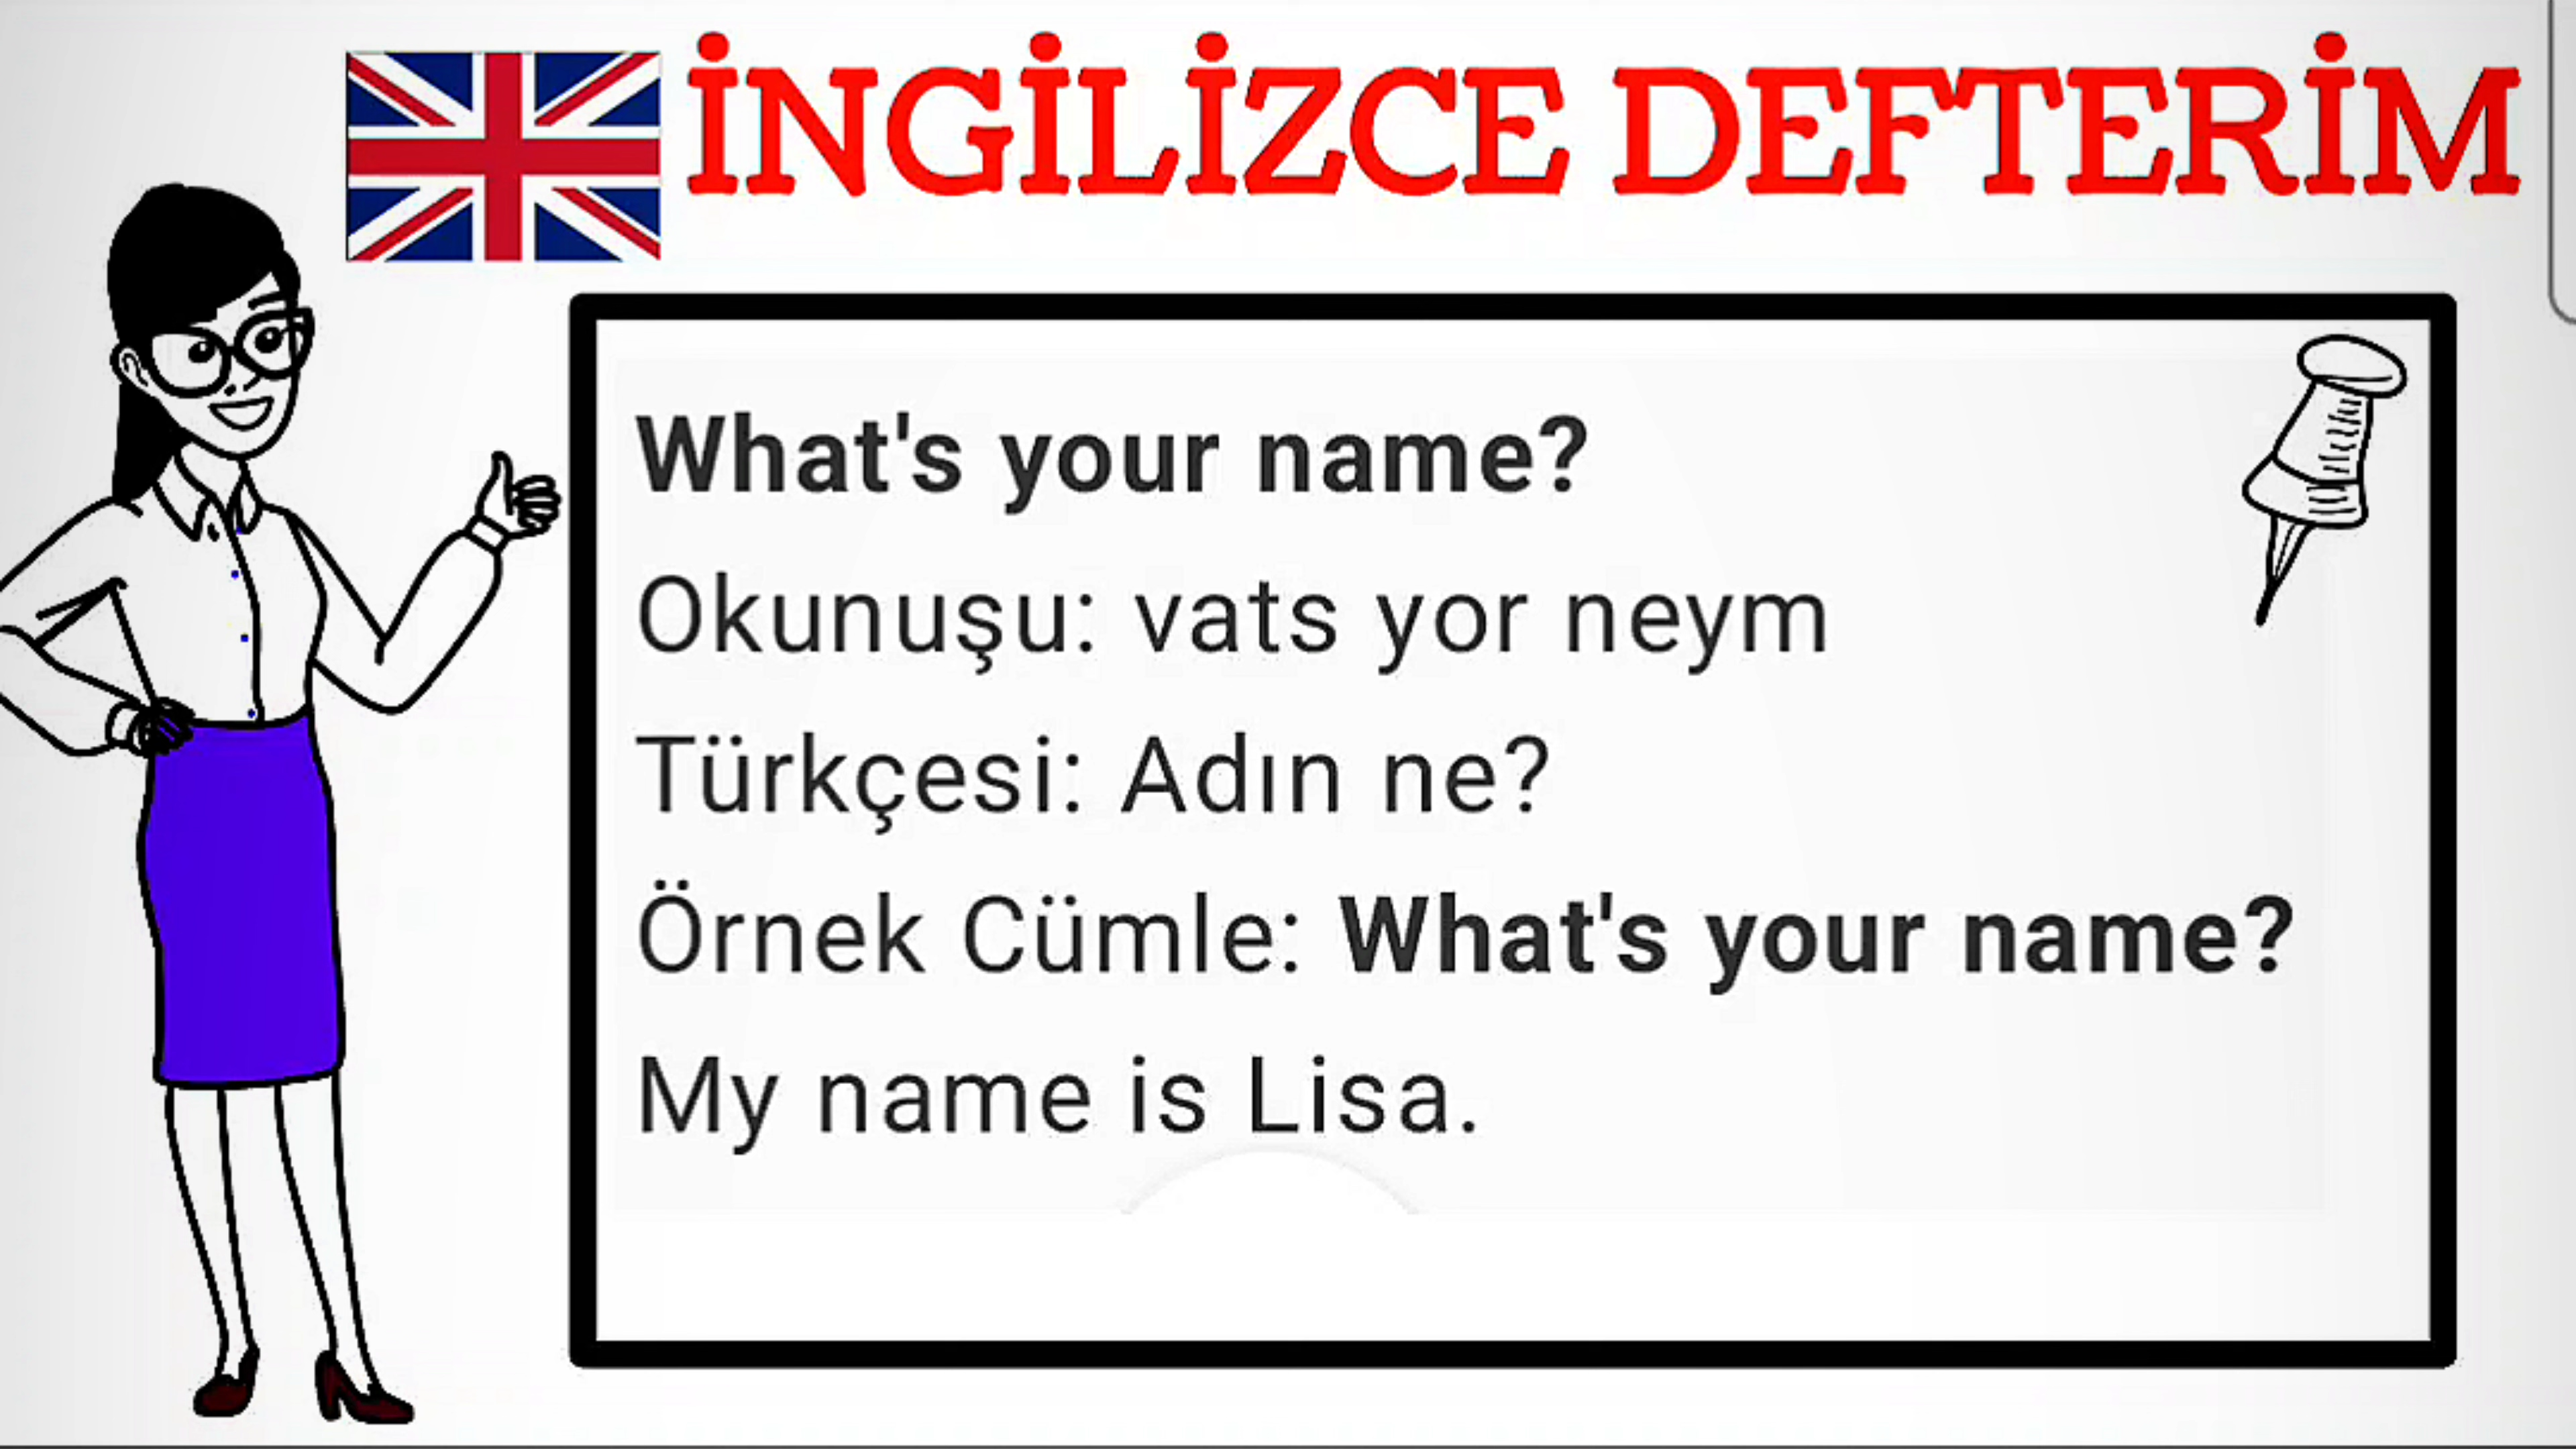 İNGİLİZCE DEFTERİM
What's your name?
Okunuşu: vats yor neym
Türkçesi: Adın ne?
Örnek Cümle: What's your name?
My name is Lisa.